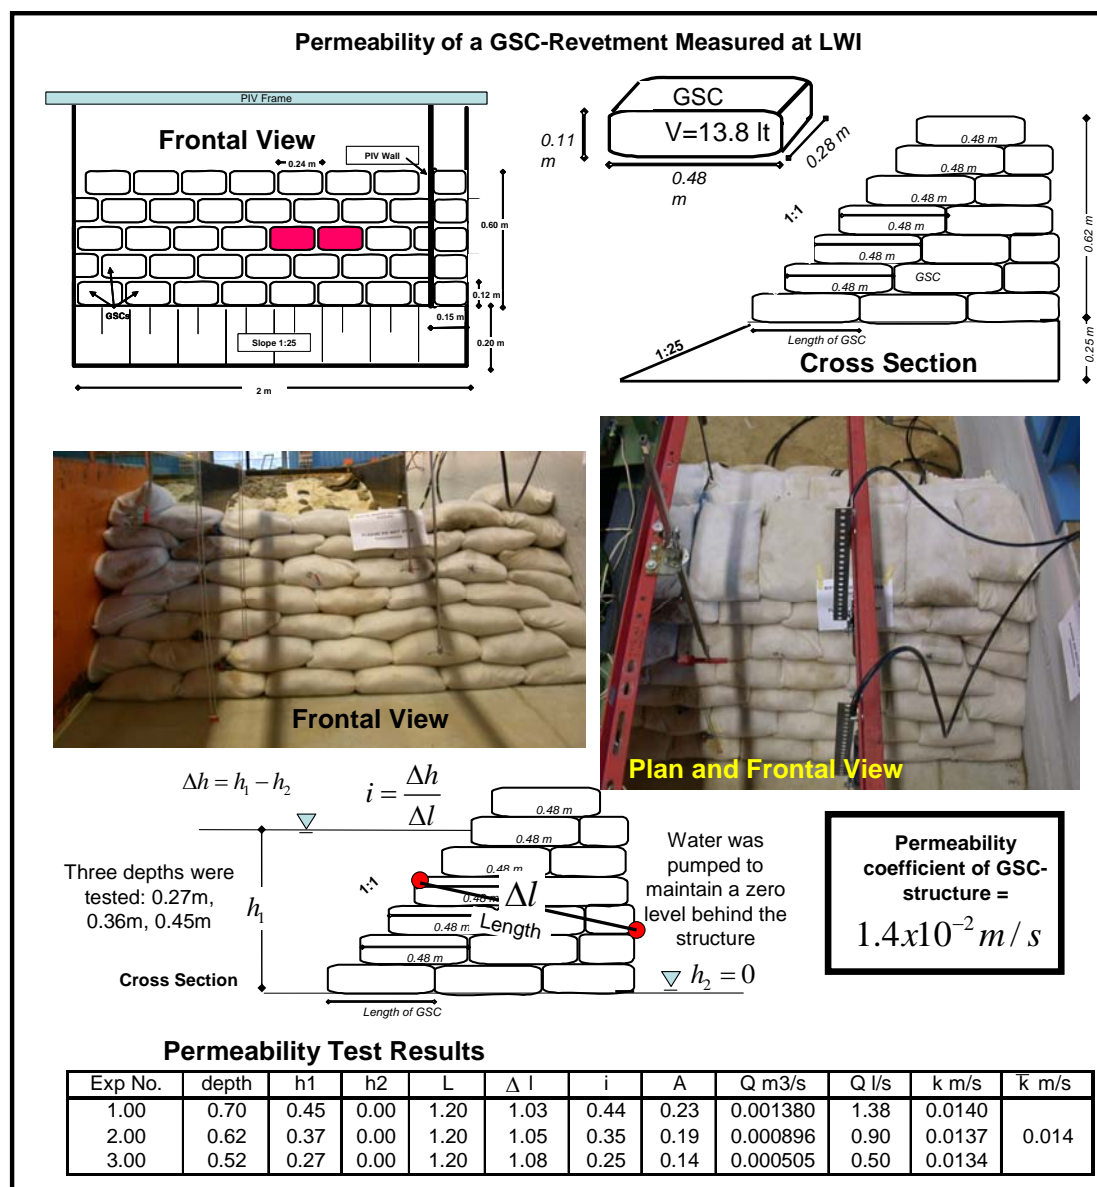 Permeability of a GSC-Revetment Measured at LWI
PIV Frame
Frontal View
PIV Wall
0.24 m
0.60 m
0.12 m
GSCs
0.15 m
Slope 1:25
0.20 m
2 m
GSC
V=13.8 lt
0.11
m
0.28 m
0.48
m
1:1
0.48 m
0.48 m
0.48 m
0.48 m
0.48 m
GSC
0.48 m
0.62 m
Length of GSC
1:25
Cross Section
0.25 m
Frontal View
Plan and Frontal View
Δh = h1 − h2
i = Δh / Δl
Three depths were
tested: 0.27m,
0.36m, 0.45m
h1
1:1
0.48 m
0.48 m
0.48 m
0.48 m
Δl
Length
0.48 m
0.48 m
Cross Section
Length of GSC
Water was
pumped to
maintain a zero
level behind the
structure
h2 = 0
Permeability
coefficient of GSC-
structure =
1.4x10⁻² m / s
Permeability Test Results
Exp No. depth h1 h2 L Δ l i A Q m3/s Q l/s k m/s k̅ m/s
1.00 0.70 0.45 0.00 1.20 1.03 0.44 0.23 0.001380 1.38 0.0140
2.00 0.62 0.37 0.00 1.20 1.05 0.35 0.19 0.000896 0.90 0.0137 0.014
3.00 0.52 0.27 0.00 1.20 1.08 0.25 0.14 0.000505 0.50 0.0134